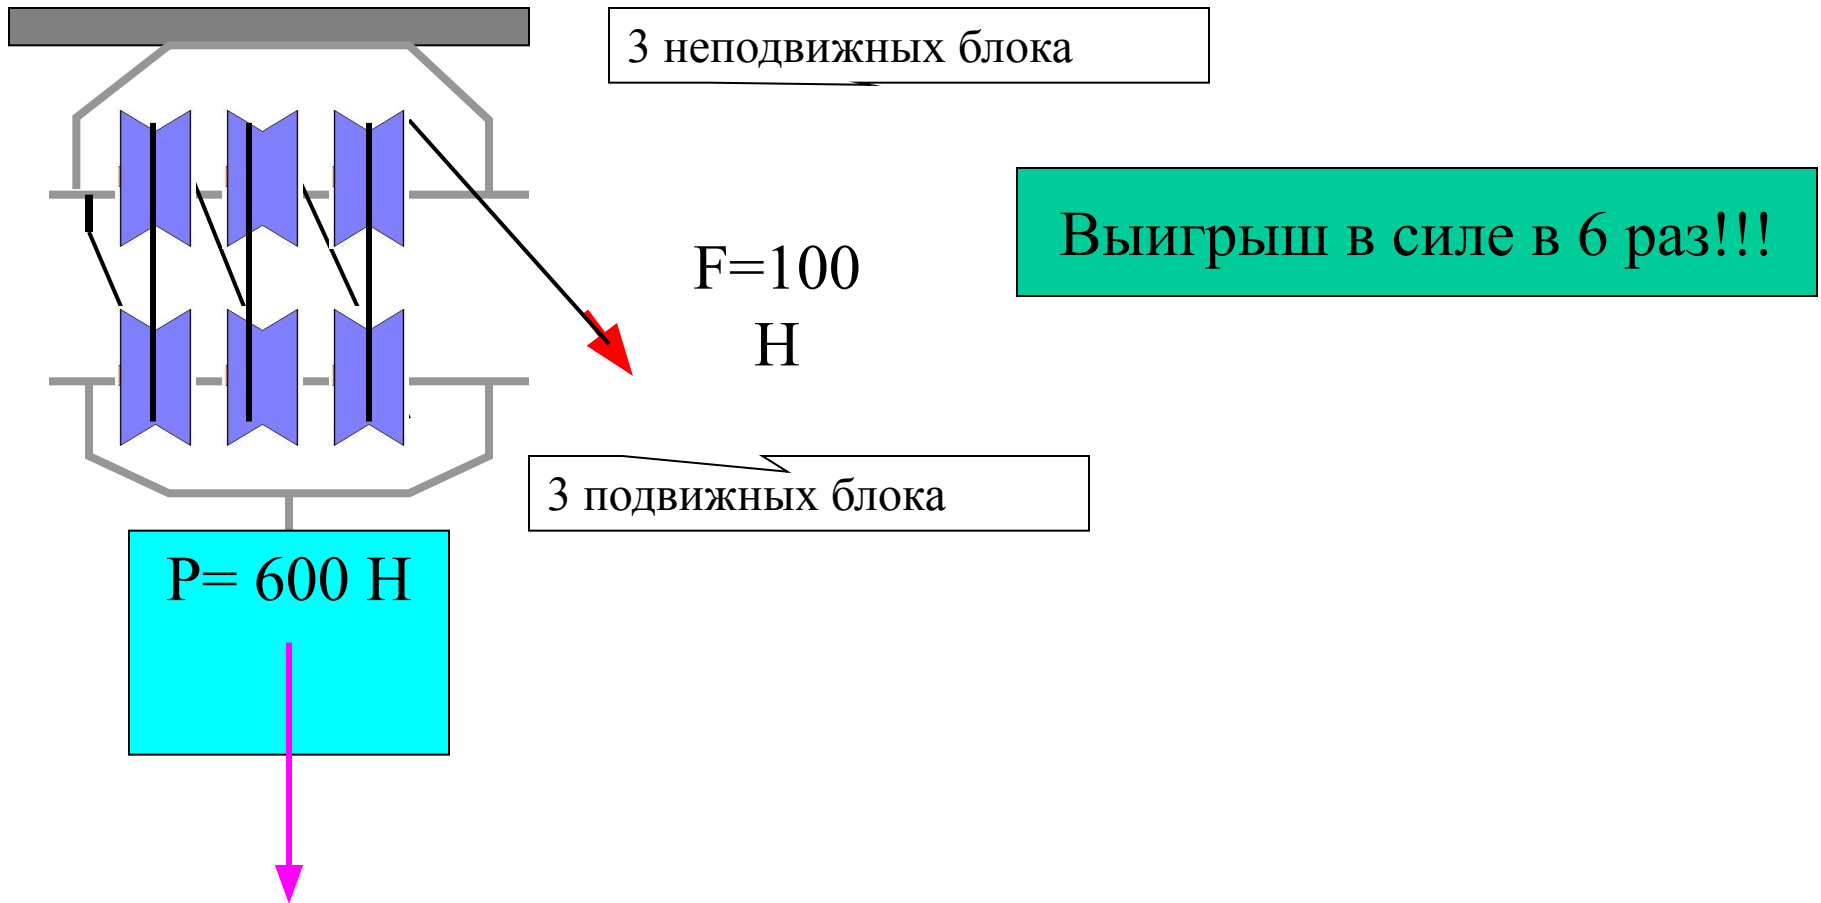 3 неподвижных блока
Выигрыш в силе в 6 раз!!!
F=100
Н
3 подвижных блока
Р= 600 Н